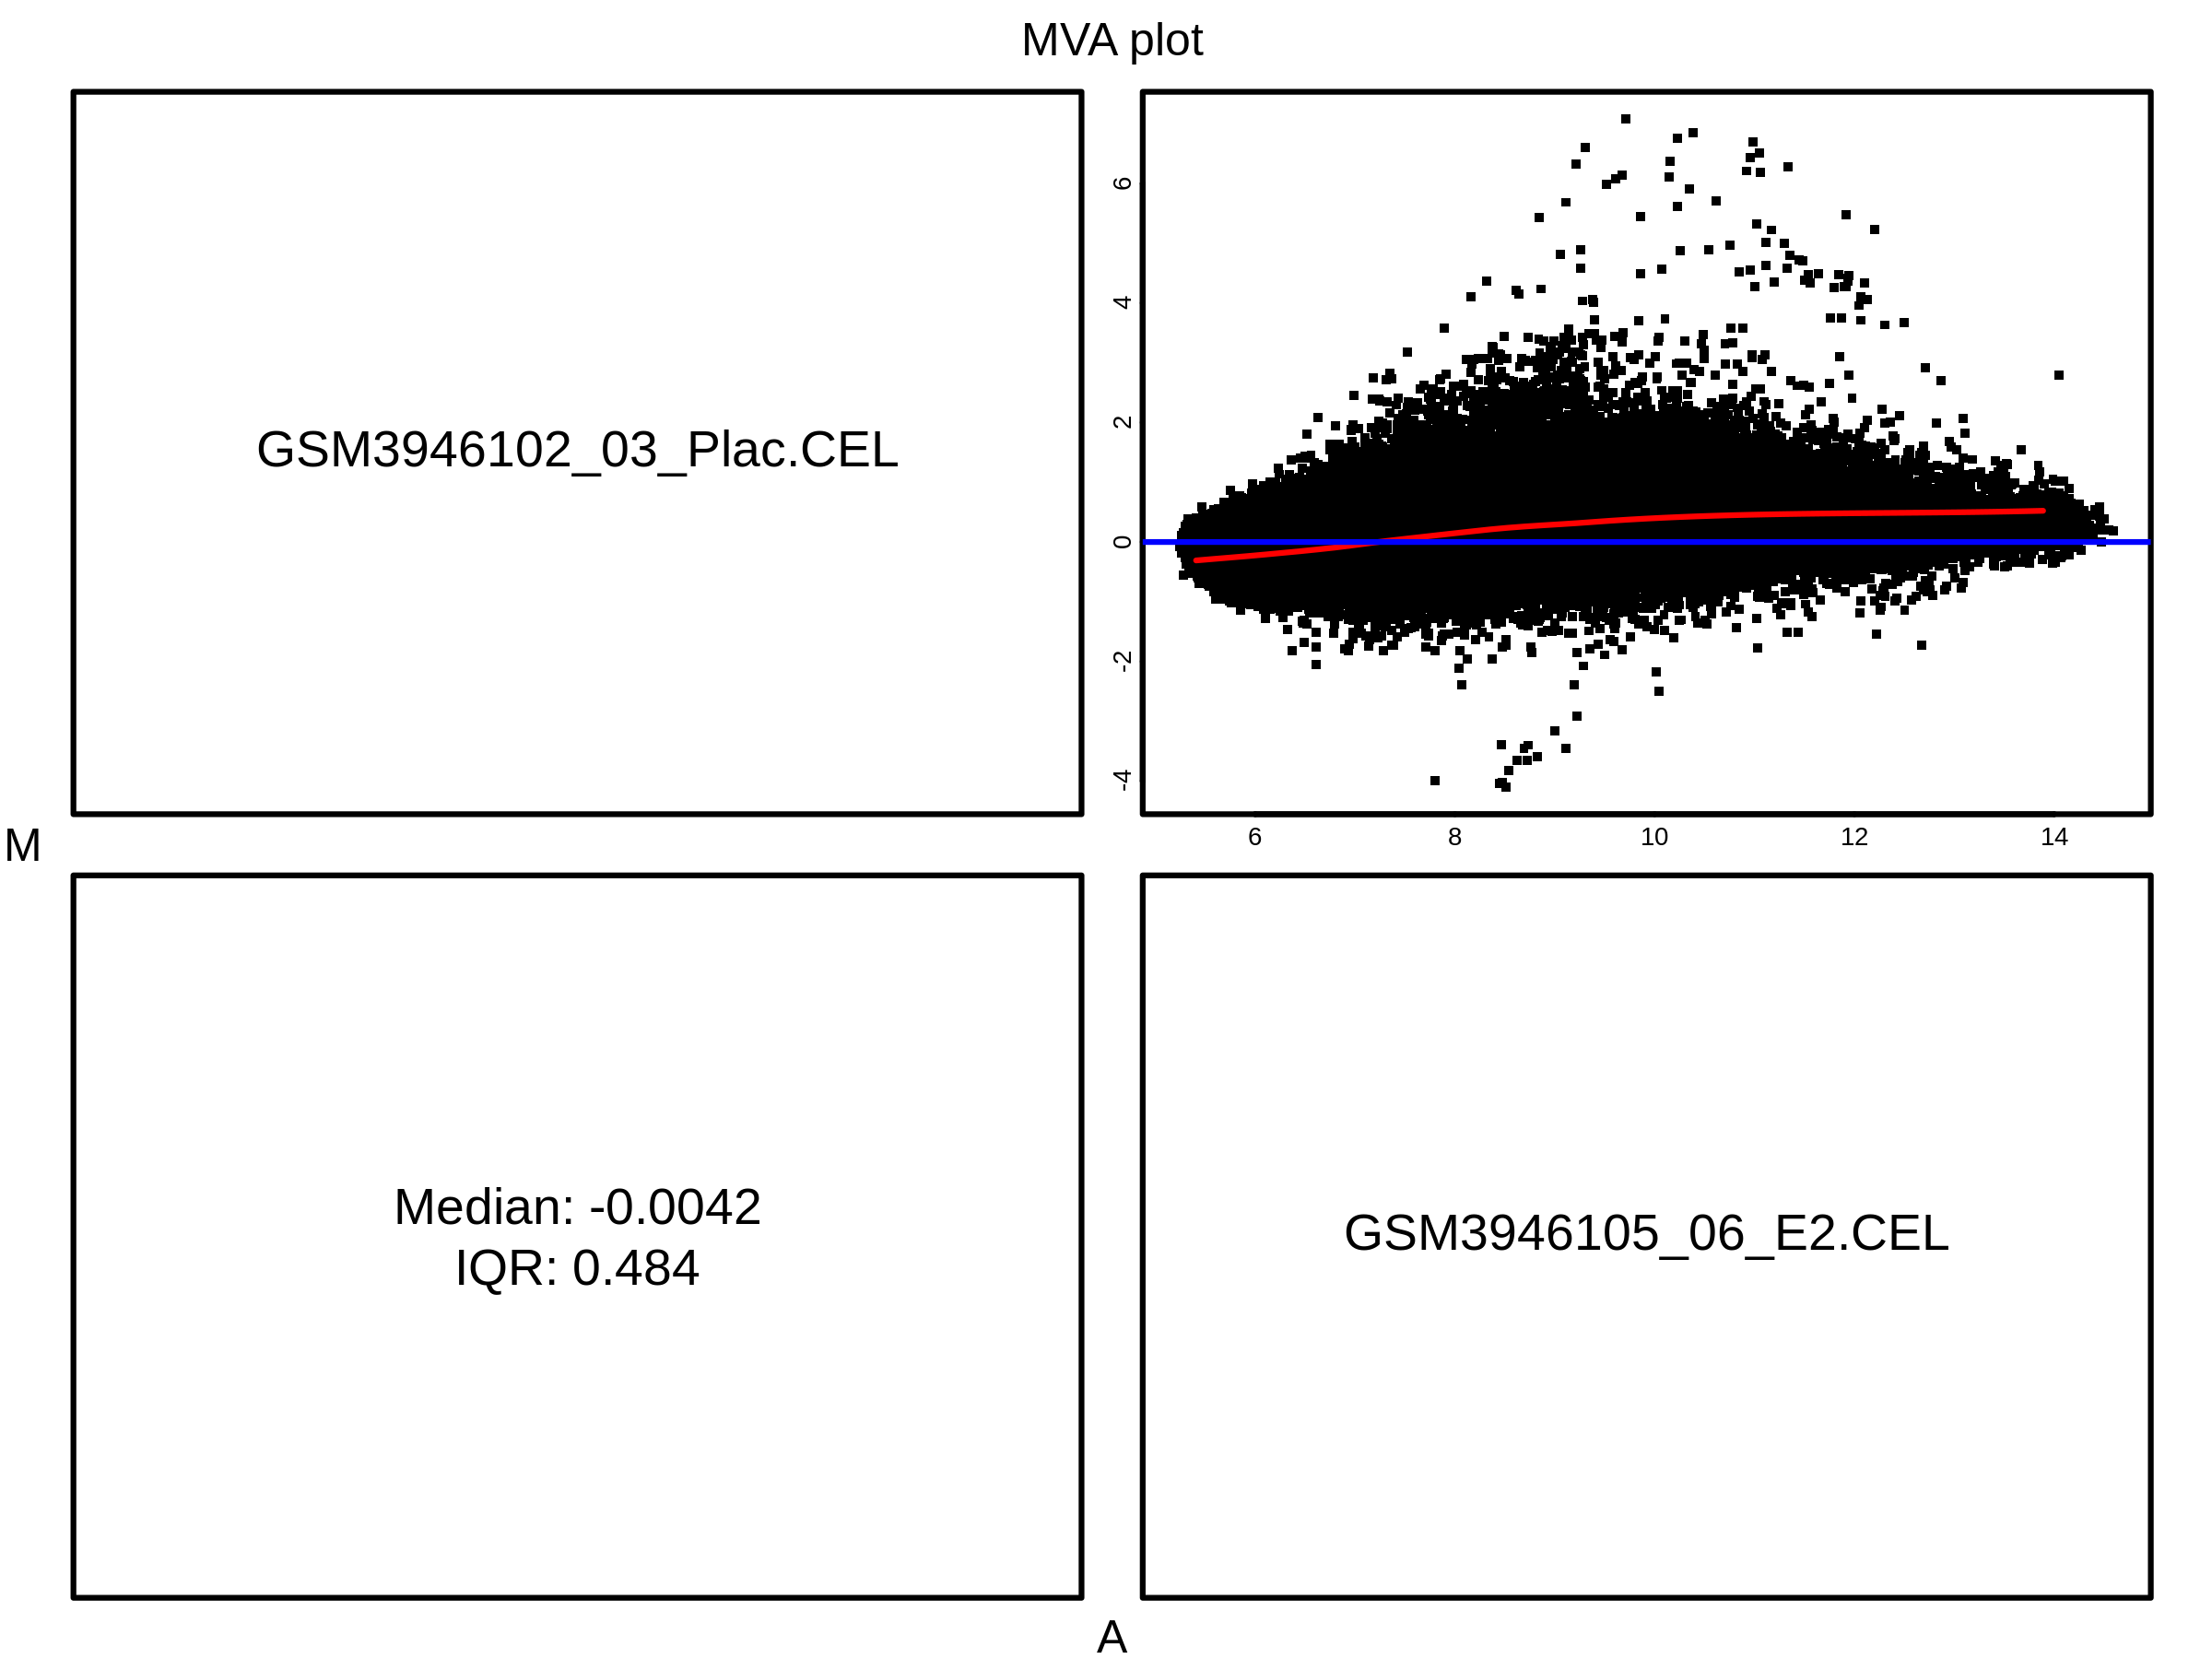 MVA plot
GSM3946102_03_Plac.CEL
6
4
2
0
-2
-4
6 8 10 12 14
M
Median: -0.0042
IQR: 0.484
GSM3946105_06_E2.CEL
A